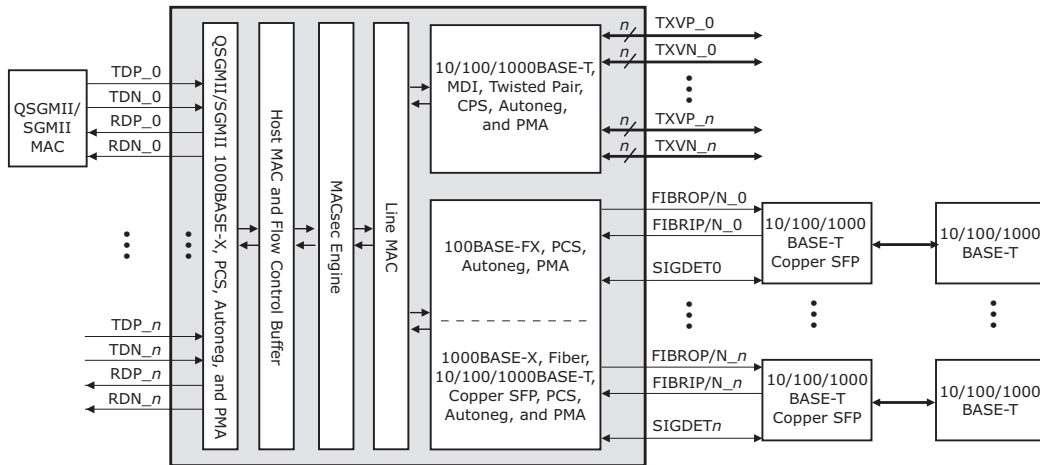 QSGMII/
SGMII
MAC
TDP_0
TDN_0
RDP_0
RDN_0
TDP_n
TDN_n
RDP_n
RDN_n
QSGMII/SGMII 1000BASE-X, PCS, Autoneg, and PMA
Host MAC and Flow Control Buffer
MACsec Engine
Line MAC
10/100/1000BASE-T,
MDI, Twisted Pair,
CPS, Autoneg,
and PMA
100BASE-FX, PCS,
Autoneg, PMA
1000BASE-X, Fiber,
10/100/1000BASE-T,
Copper SFP, PCS,
Autoneg, and PMA
n TXVP_0
n TXVN_0
n TXVP_n
n TXVN_n
FIBROP/N_0
FIBRIP/N_0
SIGDET0
FIBROP/N_n
FIBRIP/N_n
SIGDETn
10/100/1000
BASE-T
Copper SFP
10/100/1000
BASE-T
10/100/1000
BASE-T
Copper SFP
10/100/1000
BASE-T